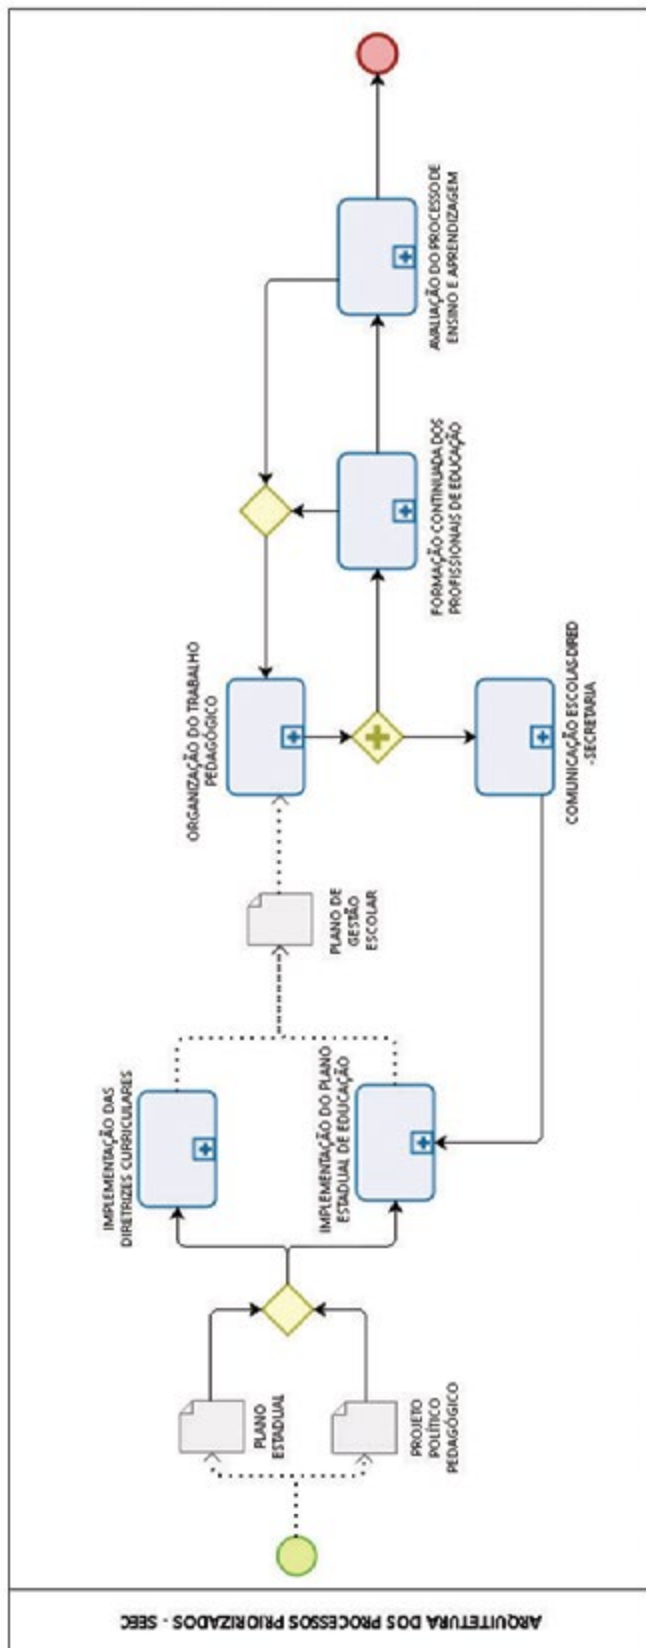 ARQUITETURA DOS PROCESSOS PRIORIZADOS - SEEC
PLANO
ESTADUAL
PROJETO
POLÍTICO
PEDAGÓGICO
IMPLEMENTAÇÃO DAS
DIRETRIZES CURRICULARES
IMPLEMENTAÇÃO DO PLANO
ESTADUAL DE EDUCAÇÃO
PLANO DE
GESTÃO
ESCOLAR
ORGANIZAÇÃO DO TRABALHO
PEDAGÓGICO
COMUNICAÇÃO ESCOLAS-DIRED
-SECRETARIA
FORMAÇÃO CONTINUADA DOS
PROFISSIONAIS DE EDUCAÇÃO
AVALIAÇÃO DO PROCESSO DE
ENSINO E APRENDIZAGEM